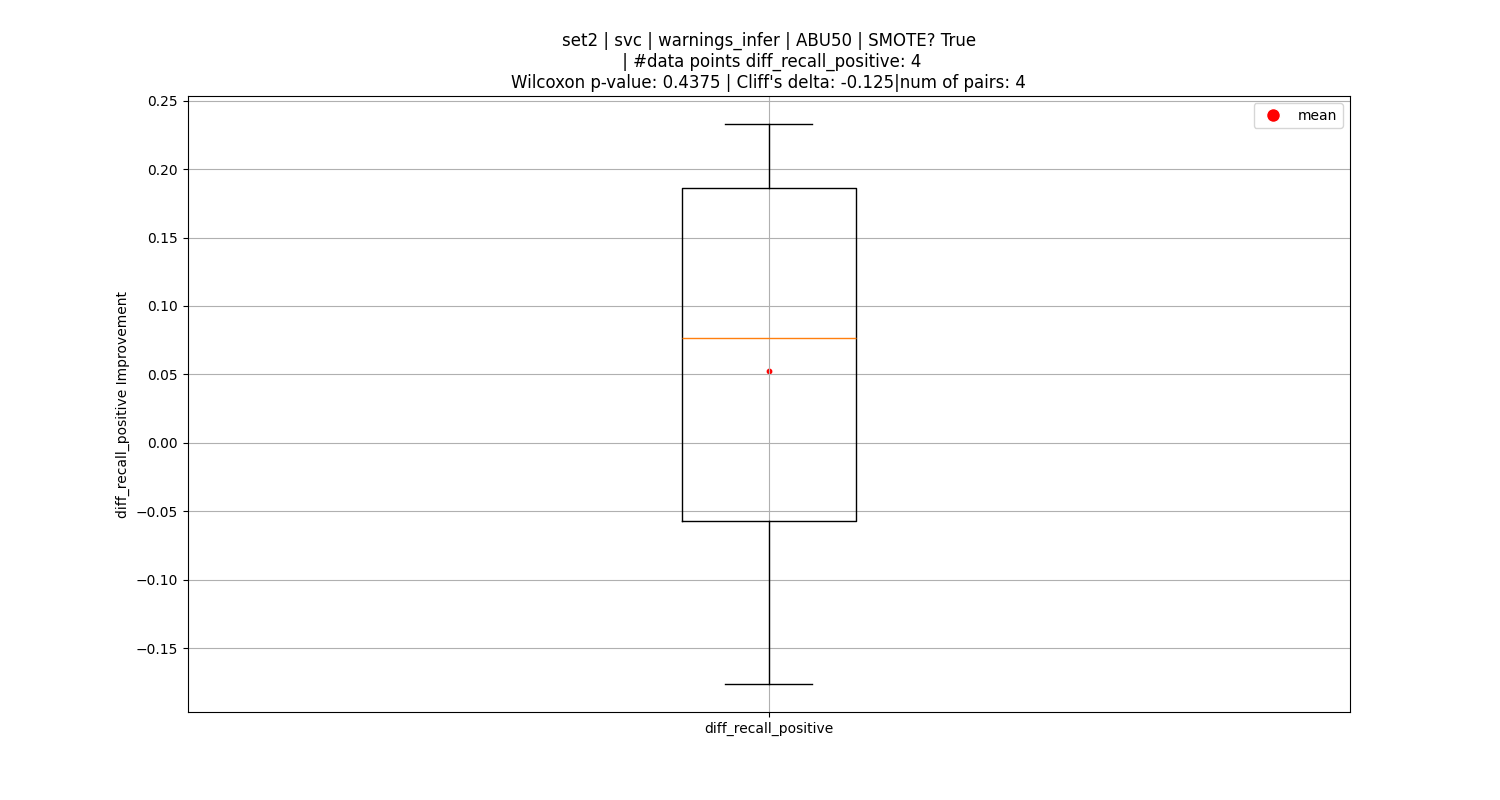 set2 | svc | warnings_infer | ABU50 | SMOTE? True
| #data points diff_recall_positive: 4
Wilcoxon p-value: 0.4375 | Cliff's delta: -0.125|num of pairs: 4
mean
0.25
0.20
0.15
0.10
0.05
0.00
−0.05
−0.10
−0.15
diff_recall_positive Improvement
diff_recall_positive